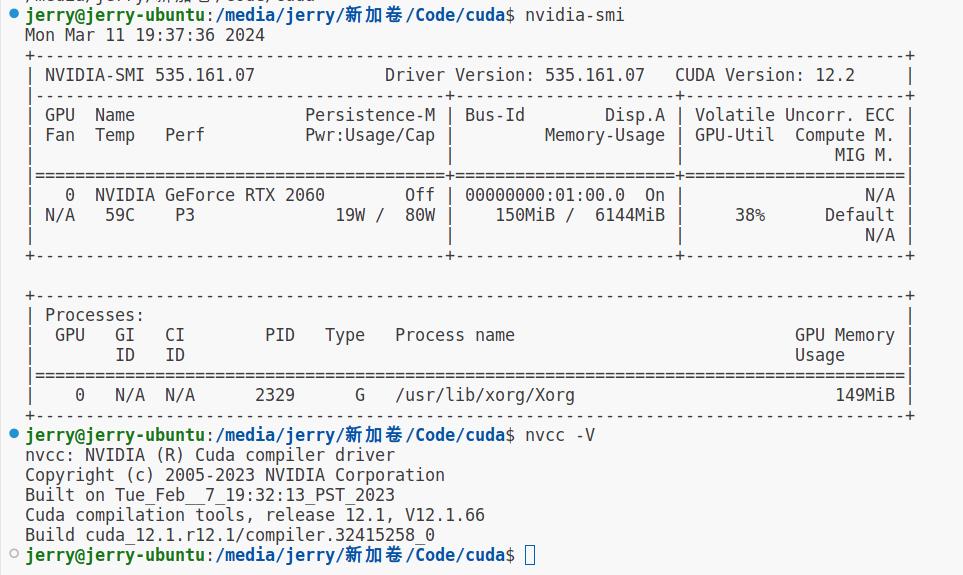 jerry@jerry-ubuntu:/media/jerry/新加卷/Code/cuda$ nvidia-smi
Mon Mar 11 19:37:36 2024
+---------------------------------------------------------------------------------------+
| NVIDIA-SMI 535.161.07             Driver Version: 535.161.07   CUDA Version: 12.2     |
|-----------------------------------------+----------------------+----------------------+
| GPU  Name                 Persistence-M | Bus-Id        Disp.A | Volatile Uncorr. ECC |
| Fan  Temp   Perf          Pwr:Usage/Cap |         Memory-Usage | GPU-Util  Compute M. |
|                                         |                      |               MIG M. |
|=========================================+======================+======================|
|   0  NVIDIA GeForce RTX 2060        Off | 00000000:01:00.0  On |                  N/A |
| N/A   59C    P3              19W /  80W |    150MiB /  6144MiB |     38%      Default |
|                                         |                      |                  N/A |
+-----------------------------------------+----------------------+----------------------+
+---------------------------------------------------------------------------------------+
| Processes:                                                                            |
|  GPU   GI   CI        PID   Type   Process name                            GPU Memory |
|        ID   ID                                                             Usage      |
|=======================================================================================|
|    0   N/A  N/A      2329      G   /usr/lib/xorg/Xorg                          149MiB |
+---------------------------------------------------------------------------------------+
jerry@jerry-ubuntu:/media/jerry/新加卷/Code/cuda$ nvcc -V
nvcc: NVIDIA (R) Cuda compiler driver
Copyright (c) 2005-2023 NVIDIA Corporation
Built on Tue_Feb__7_19:32:13_PST_2023
Cuda compilation tools, release 12.1, V12.1.66
Build cuda_12.1.r12.1/compiler.32415258_0
jerry@jerry-ubuntu:/media/jerry/新加卷/Code/cuda$